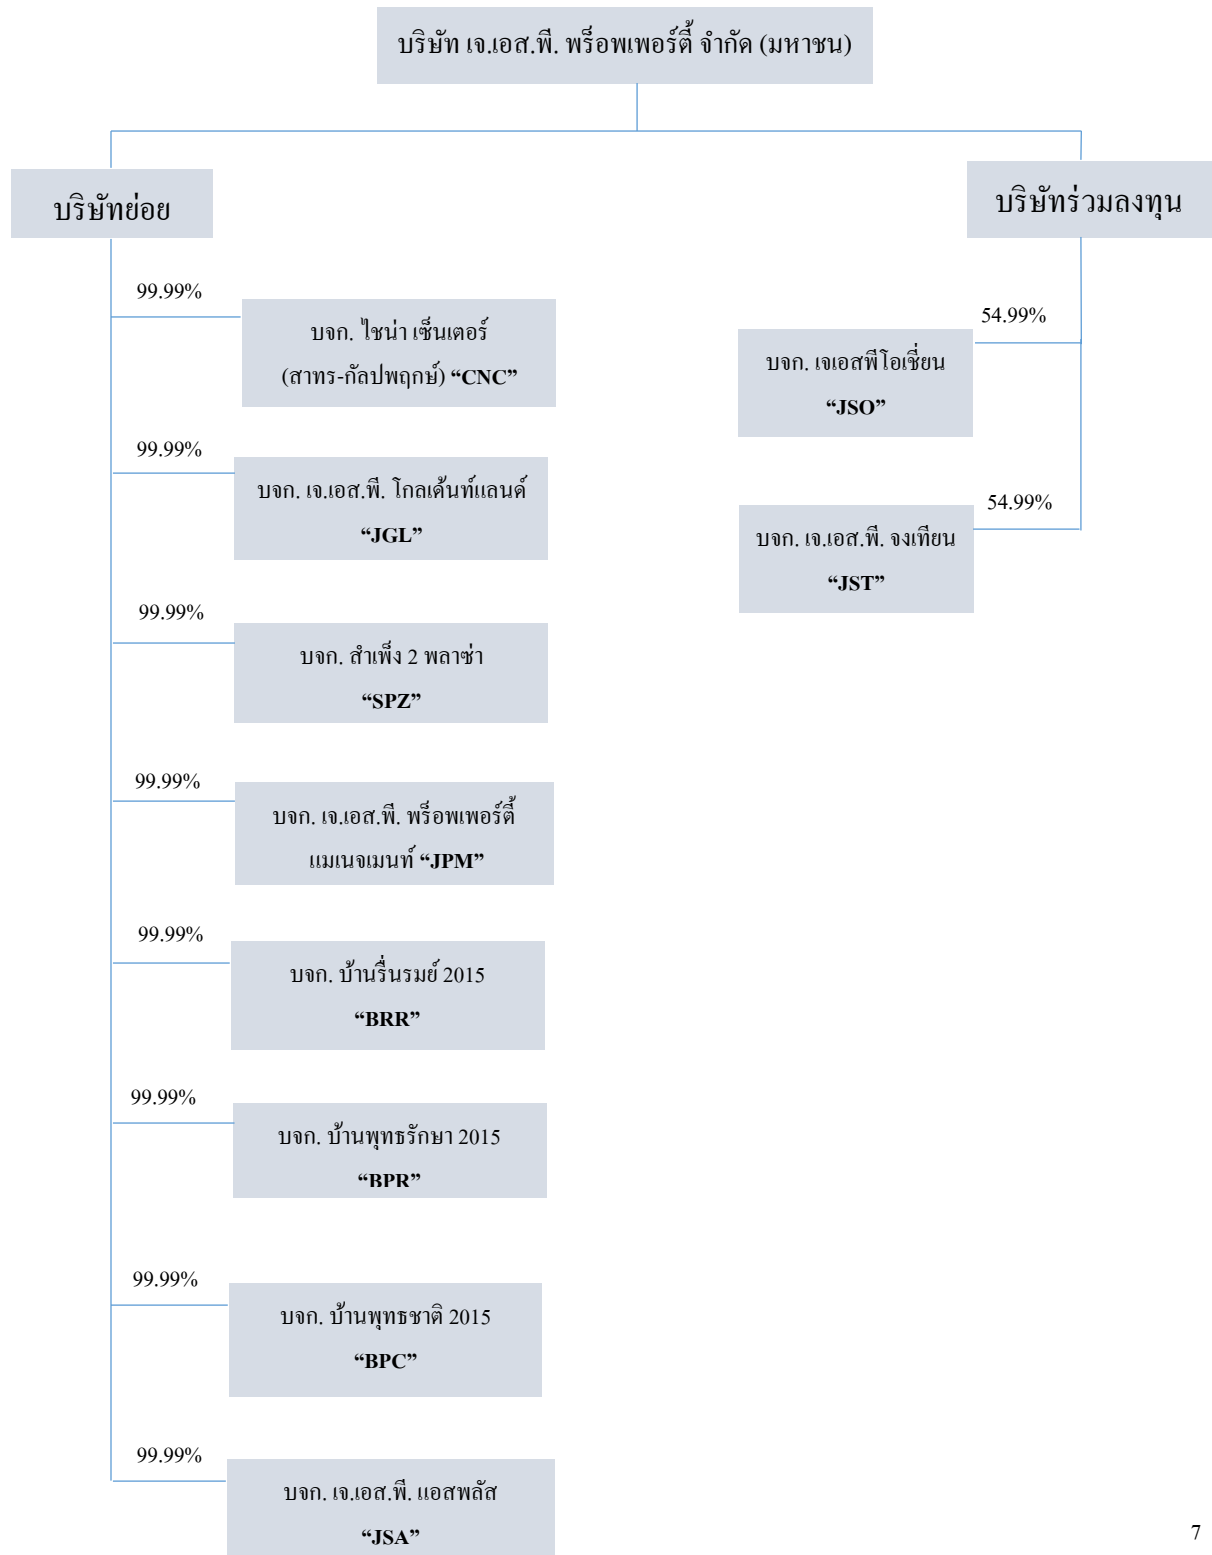 บริษัท เจ.เอส.พี. พร็อพเพอร์ตี้ จำกัด (มหาชน)
บริษัทย่อย
99.99%
บจก. ไชน่า เซ็นเตอร์
(สาทร-กัลปพฤกษ์) “CNC”
99.99%
บจก. เจ.เอส.พี. โกลเด้นท์แลนด์
“JGL”
99.99%
บจก. สำเพ็ง 2 พลาซ่า
“SPZ”
99.99%
บจก. เจ.เอส.พี. พร็อพเพอร์ตี้
แมเนจเมนท์ “JPM”
99.99%
บจก. บ้านรื่นรมย์ 2015
“BRR”
99.99%
บจก. บ้านพุทธรักษา 2015
“BPR”
99.99%
บจก. บ้านพุทธชาติ 2015
“BPC”
99.99%
บจก. เจ.เอส.พี. แอสพลัส
“JSA”
บริษัทร่วมลงทุน
54.99%
บจก. เจเอสพีโอเชี่ยน
“JSO”
54.99%
บจก. เจ.เอส.พี. จงเทียน
“JST”
7